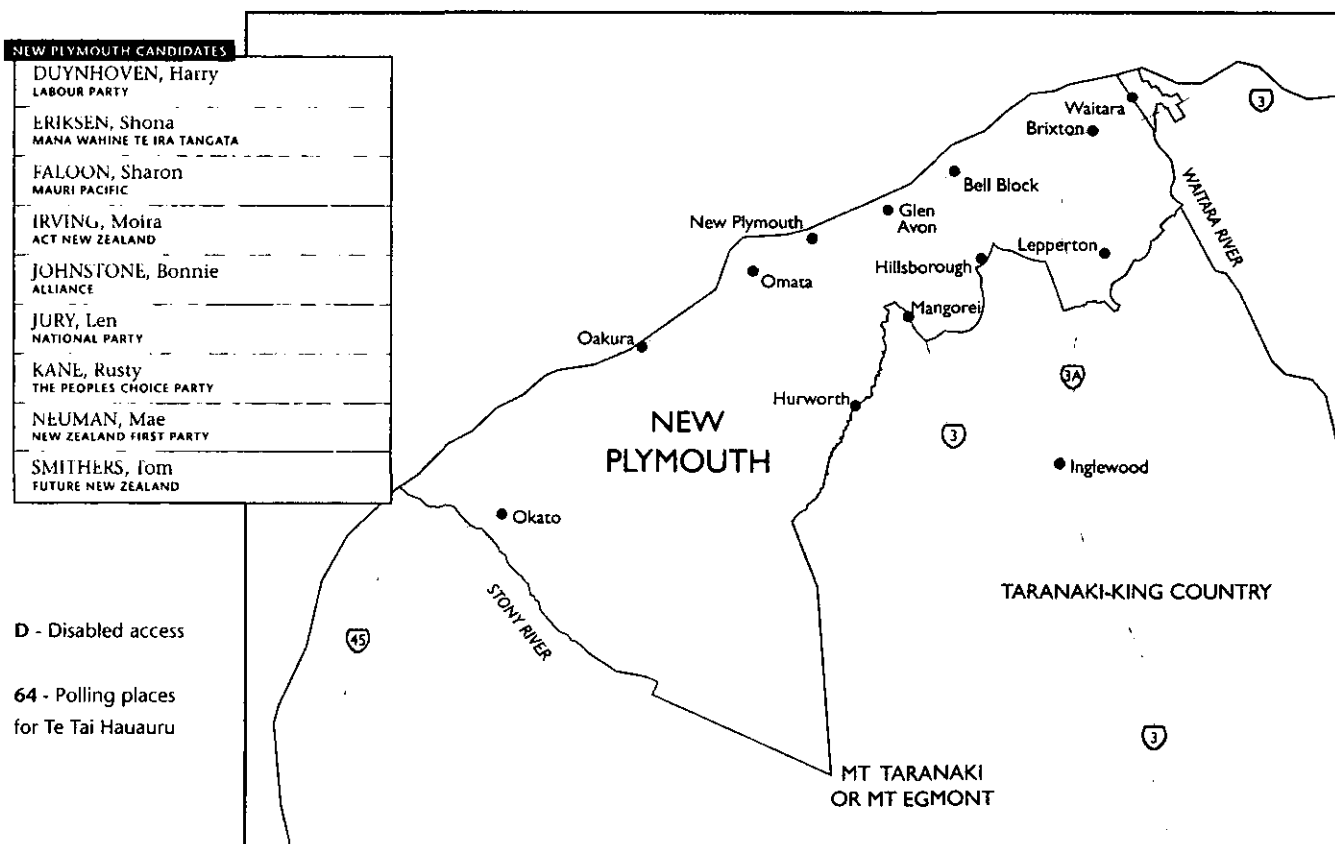 NEW PLYMOUTH CANDIDATES
DUYNHOVEN, Harry
LABOUR PARTY
ERIKSEN, Shona
MANA WAHINE TE IRA TANGATA
FALOON, Sharon
MAURI PACIFIC
IRVING, Moira
ACT NEW ZEALAND
JOHNSTONE, Bonnie
ALLIANCE
JURY, Len
NATIONAL PARTY
KANE, Rusty
THE PEOPLES CHOICE PARTY
NEUMAN, Mae
NEW ZEALAND FIRST PARTY
SMITHERS, Tom
FUTURE NEW ZEALAND
D - Disabled access
64 - Polling places
for Te Tai Hauauru
Waitara
3
Brixton
Bell Block
WAITARA RIVER
Glen
Avon
New Plymouth
Lepperton
Hillsborough
Omata
Mangorei
Oakura
3A
Hurworth
NEW
PLYMOUTH
3
Inglewood
Okato
TARANAKI-KING COUNTRY
STONY RIVER
45
3
MT TARANAKI
OR MT EGMONT